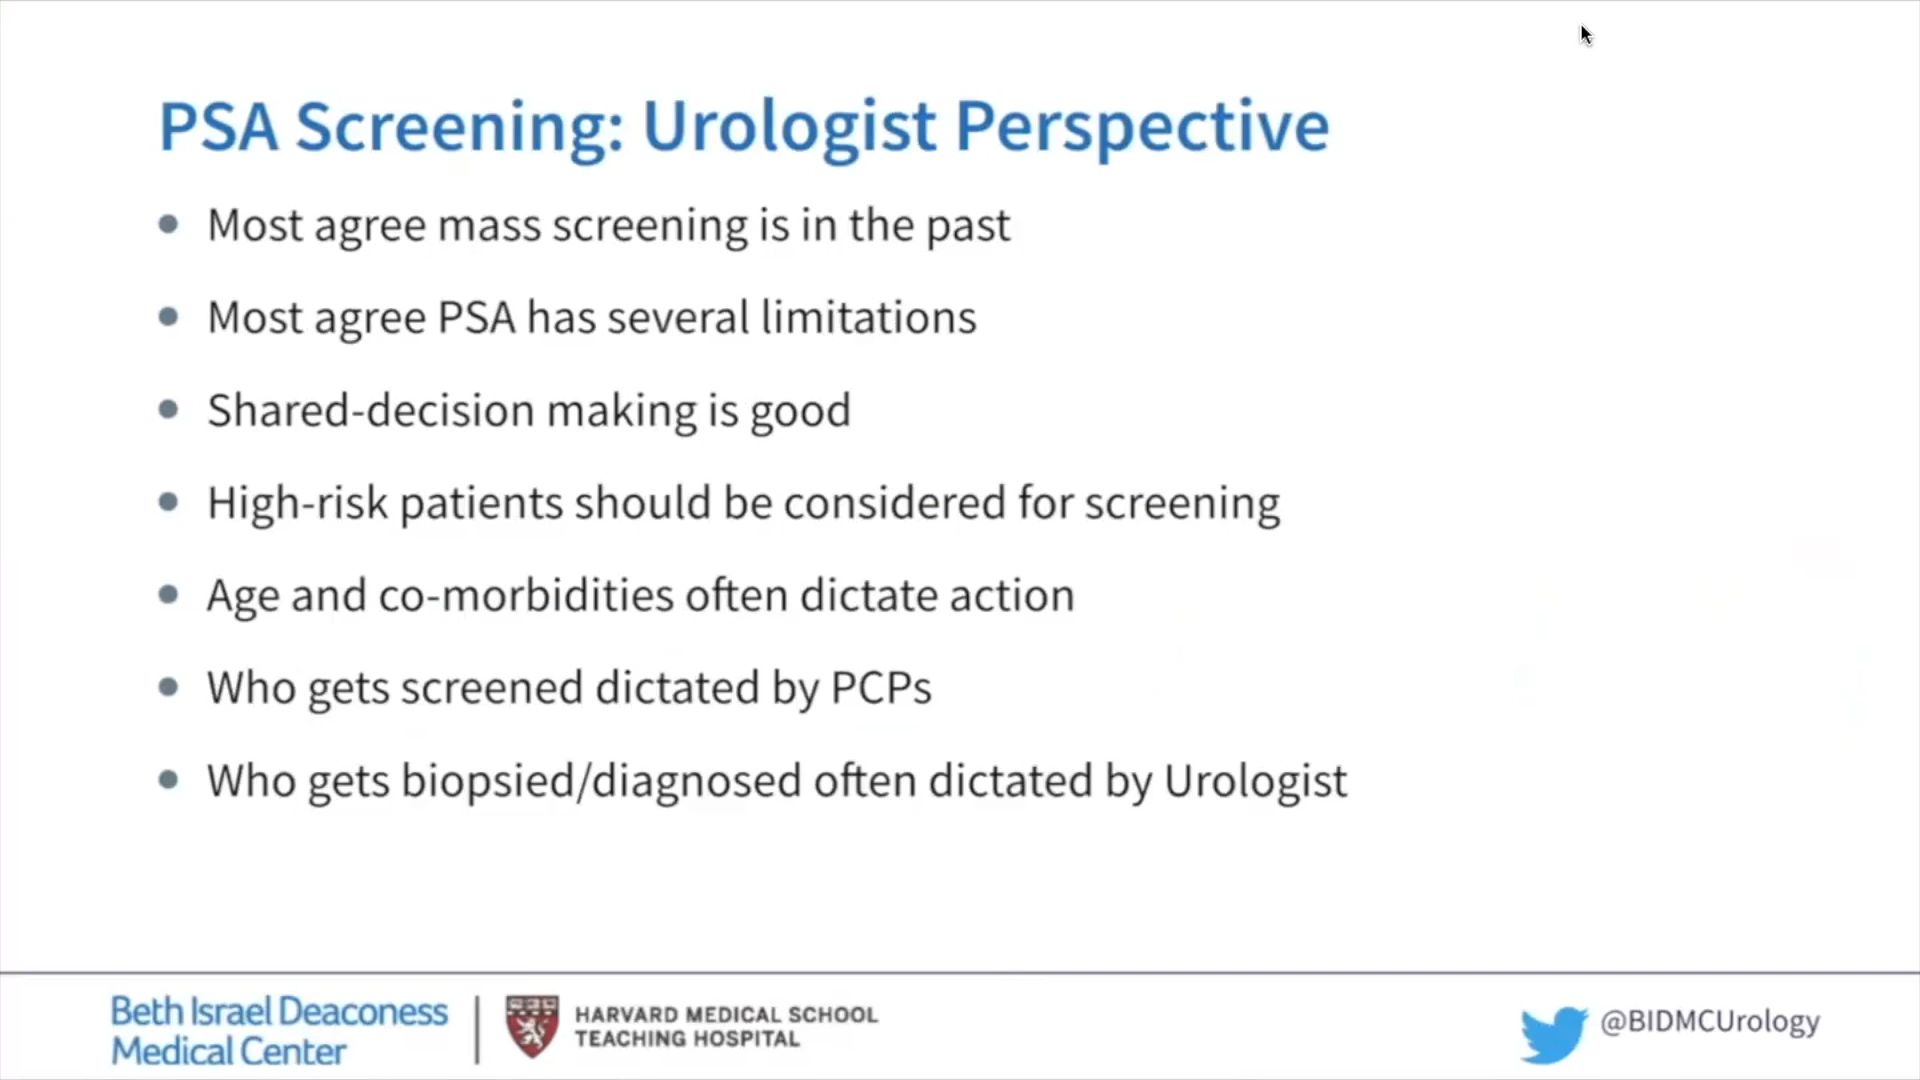 PSA Screening: Urologist Perspective
Most agree mass screening is in the past
Most agree PSA has several limitations
Shared-decision making is good
High-risk patients should be considered for screening
Age and co-morbidities often dictate action
Who gets screened dictated by PCPs
Who gets biopsied/diagnosed often dictated by Urologist
Beth Israel Deaconess
Medical Center
HARVARD MEDICAL SCHOOL
TEACHING HOSPITAL
@BIDMCUrology